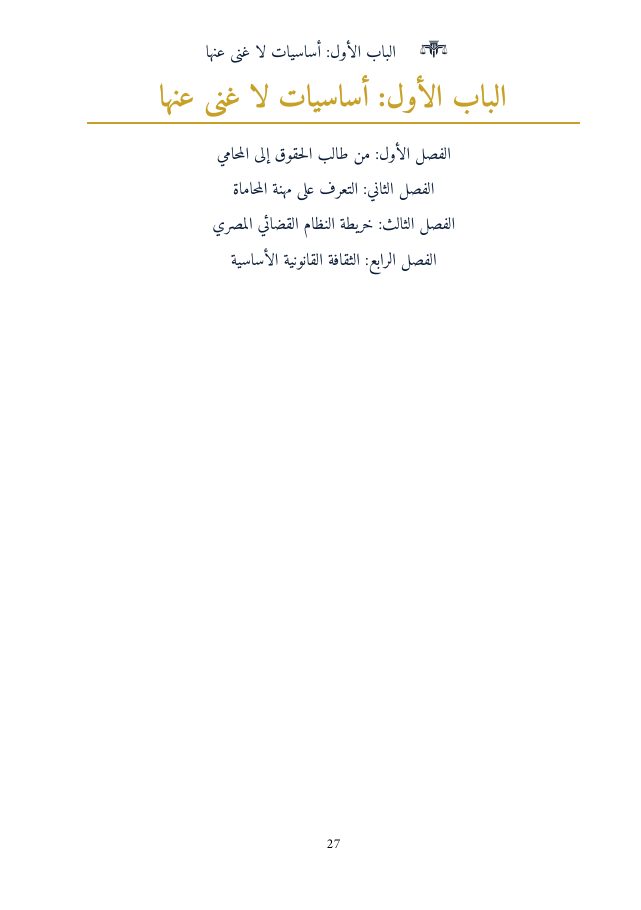 الباب الأول: أساسيات لا غنى عنها
الباب الأول: أساسيات لا غنى عنها
الفصل الأول: من طالب الحقوق إلى المحامي
الفصل الثاني: التعرف على مهنة المحاماة
الفصل الثالث: خريطة النظام القضائي المصري
الفصل الرابع: الثقافة القانونية الأساسية
27